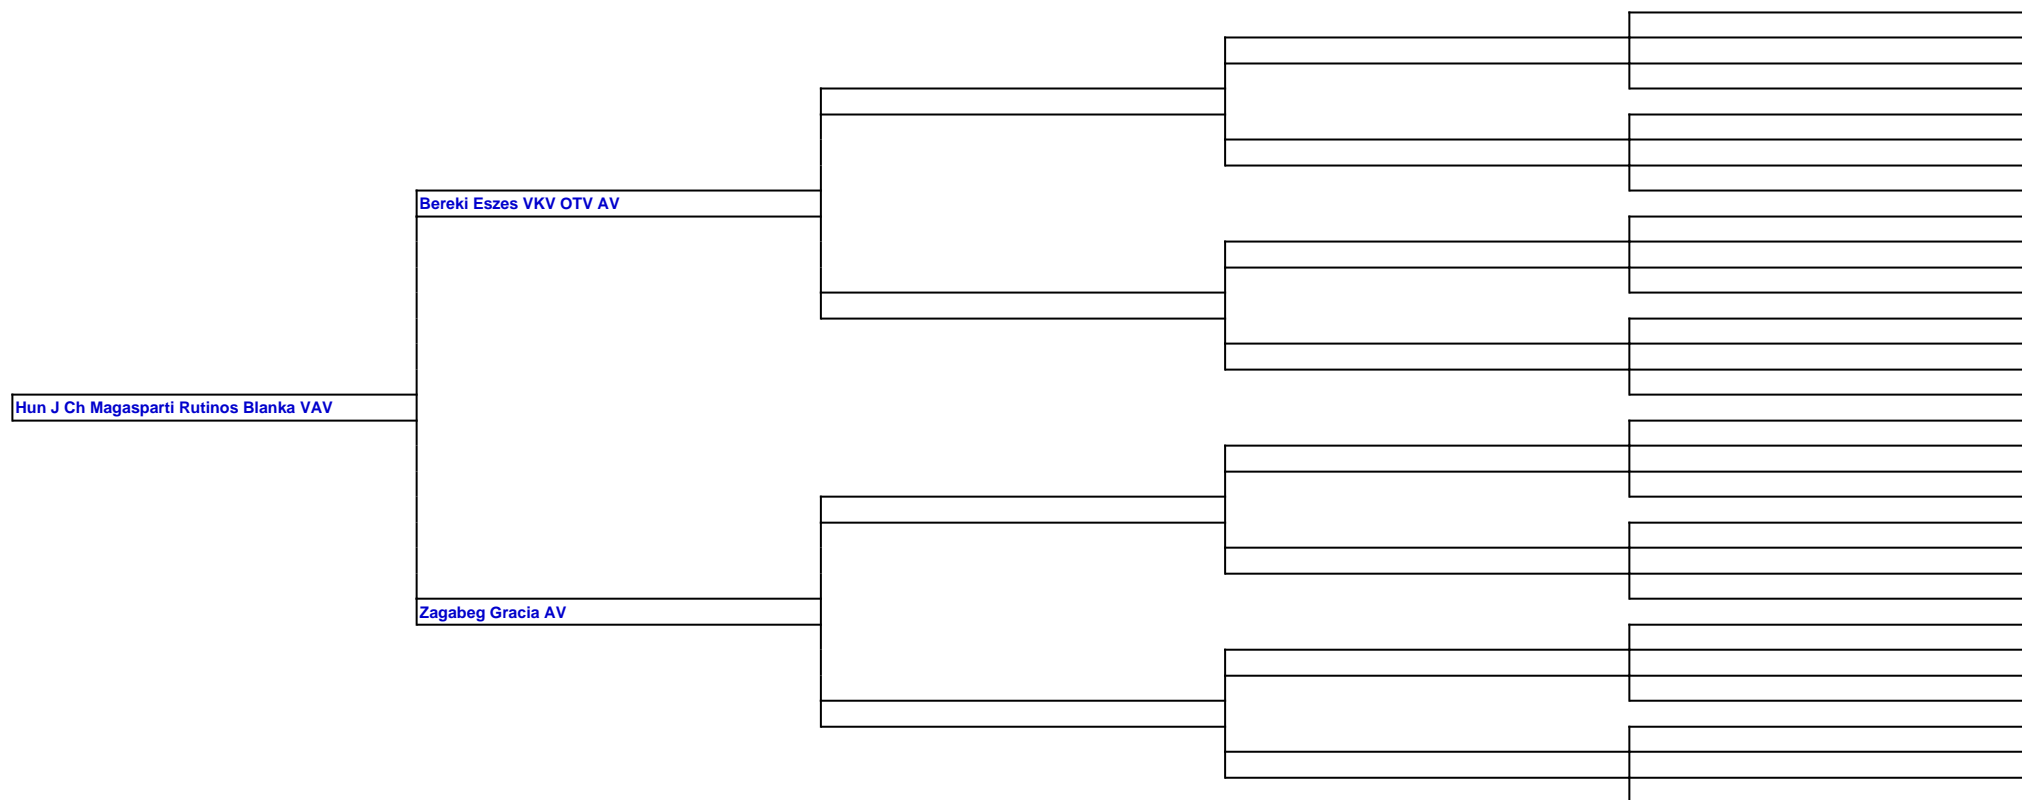 Bereki Eszes VKV OTV AV
Hun J Ch Magasparti Rutinos Blanka VAV
Zagabeg Gracia AV